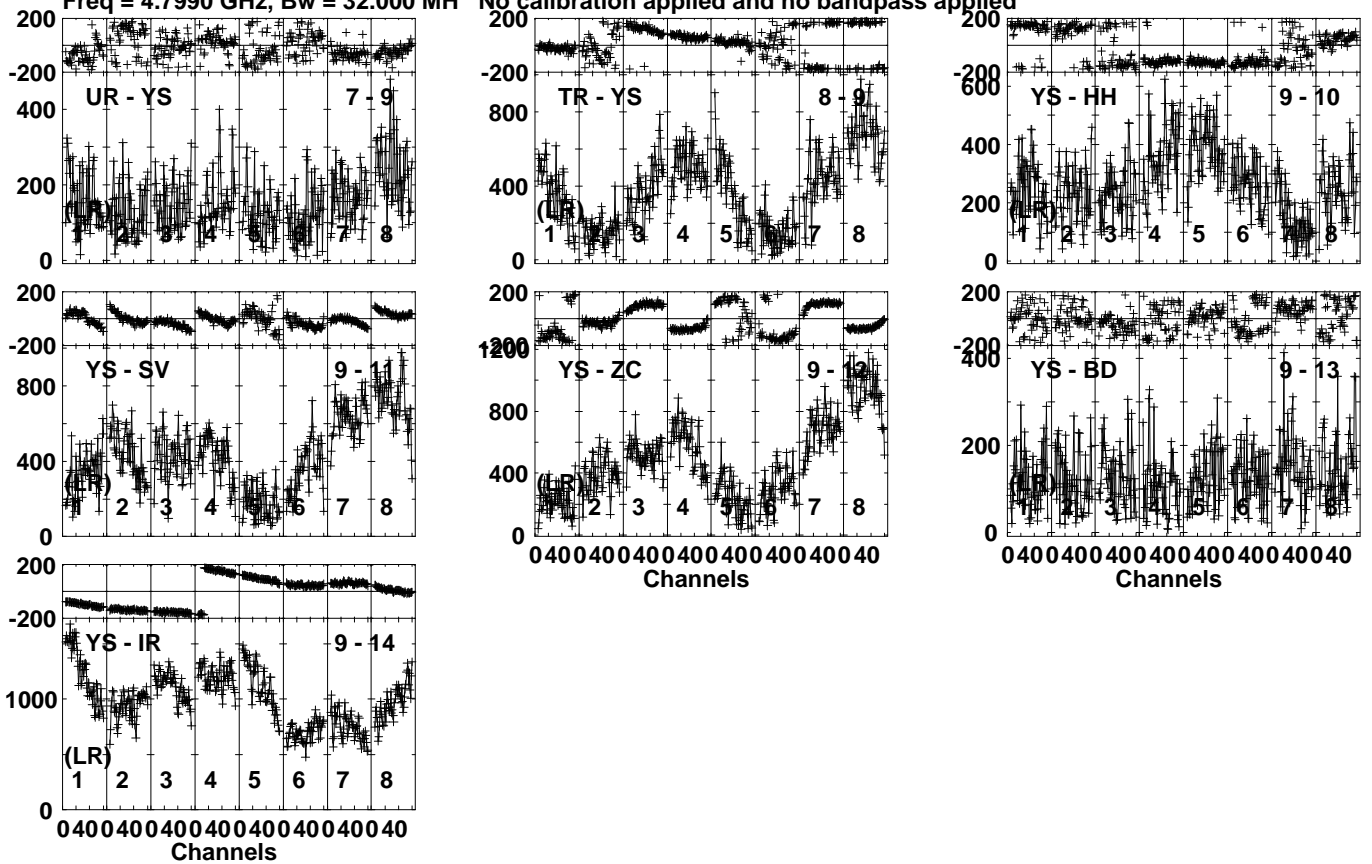 Freq = 4.7990 GHz, Bw = 32.000 MH No calibration applied and no bandpass applied
200
-200
UR - YS 7 - 9
400
200
0
(LR)
1 2 3 4 5 6 7 8
200
-200
TR - YS 8 - 9
800
400
0
(LR)
1 2 3 4 5 6 7 8
200
-200
600
YS - HH 9 - 10
400
200
0
(LR)
1 2 3 4 5 6 7 8
200
-200
YS - SV 9 - 11
800
400
0
(LR)
1 2 3 4 5 6 7 8
200
-200
1200
YS - ZC 9 - 12
800
400
0
(LR)
1 2 3 4 5 6 7 8
0 40 0 40 0 40 0 40 0 40 0 40 0 40 0 40
Channels
200
-200
400
YS - BD 9 - 13
200
0
(LR)
1 2 3 4 5 6 7 8
0 40 0 40 0 40 0 40 0 40 0 40 0 40 0 40
Channels
200
-200
YS - IR 9 - 14
1000
0
(LR)
1 2 3 4 5 6 7 8
0 40 0 40 0 40 0 40 0 40 0 40 0 40 0 40
Channels